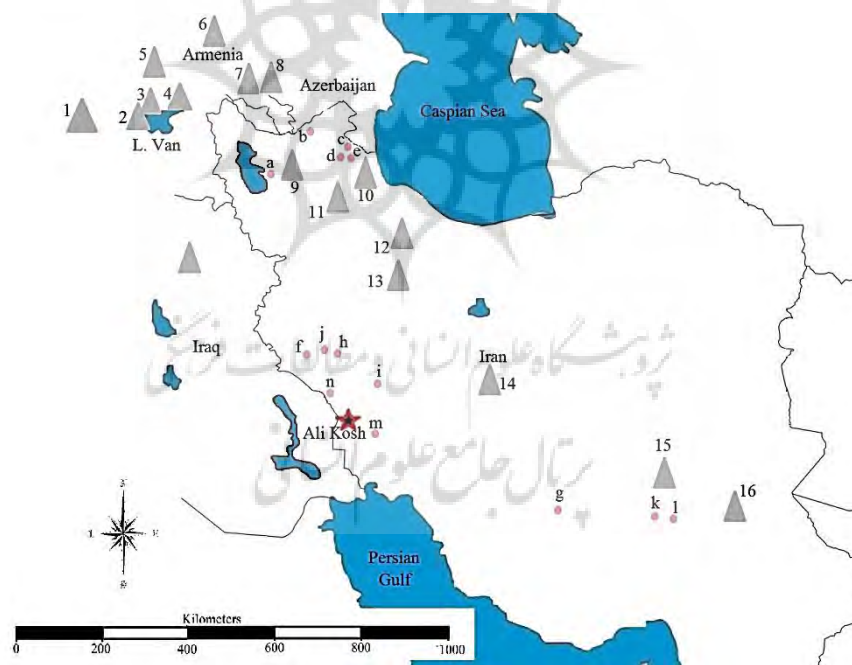 6
5
Armenia
7
8
Azerbaijan
3
4
1
2
L. Van
Caspian Sea
b
c
d
e
a
9
10
11
12
13
Iraq
f
j
h
Iran
14
i
n
پژوهشگاه علوم انسانی و مطالعات فرهنگی
Ali Kosh
m
پرتال جامع علوم انسانی
15
16
g
k
l
Persian
Gulf
Kilometers
0 200 400 600 800 1000